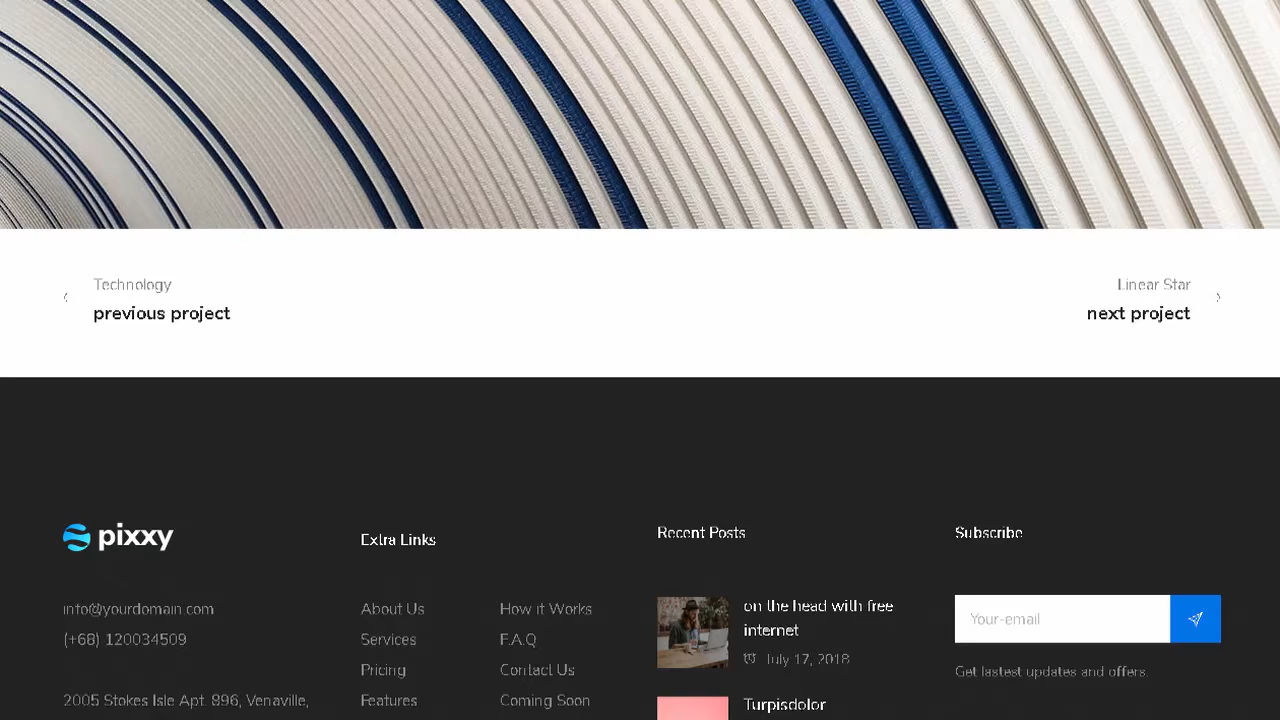 Technology
previous project
Linear Star
next project
pixxy
info@yourdomain.com
(+68) 120034509
2005 Stokes Isle Apt. 896, Venaville,
Extra Links
About Us
Services
Pricing
Features
How it Works
F.A.Q
Contact Us
Coming Soon
Recent Posts
on the head with free
internet
July 17, 2018
Turpisdolor
Subscribe
Your-email
Get lastest updates and offers.